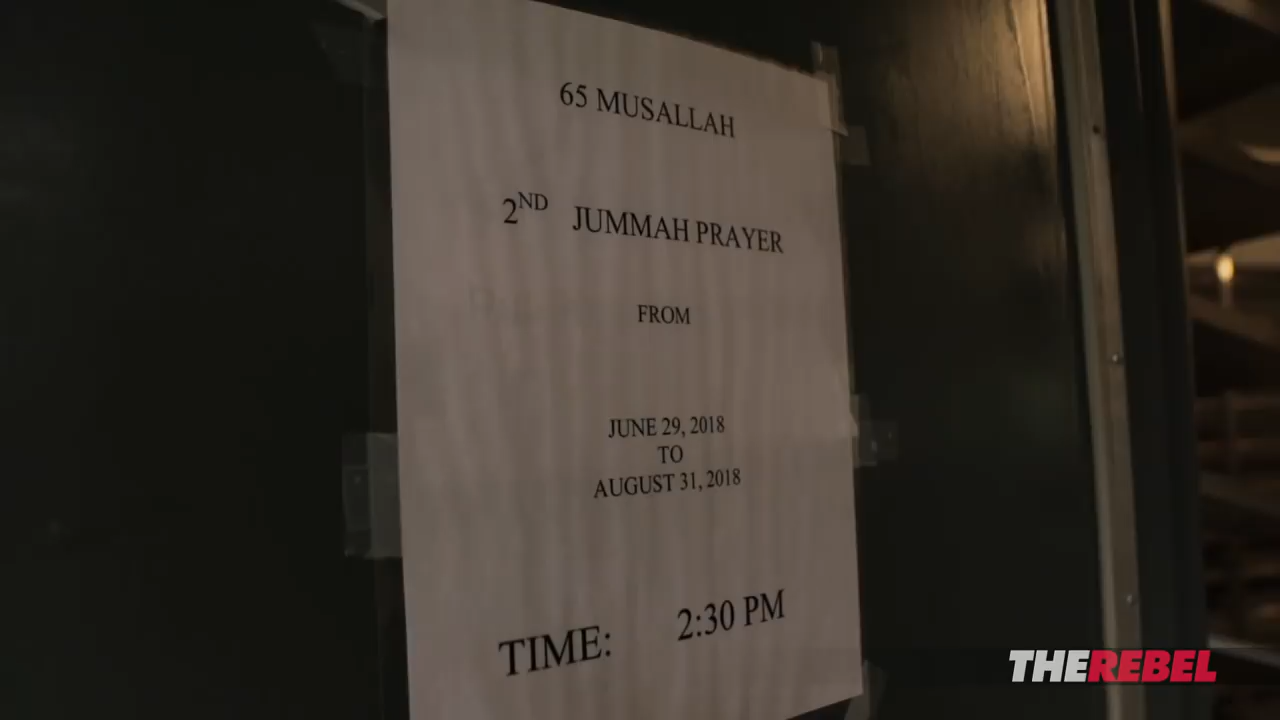 65 MUSALLAH
2ND JUMMAH PRAYER
FROM
JUNE 29, 2018
TO
AUGUST 31, 2018
TIME: 2:30 PM
THEREBEL